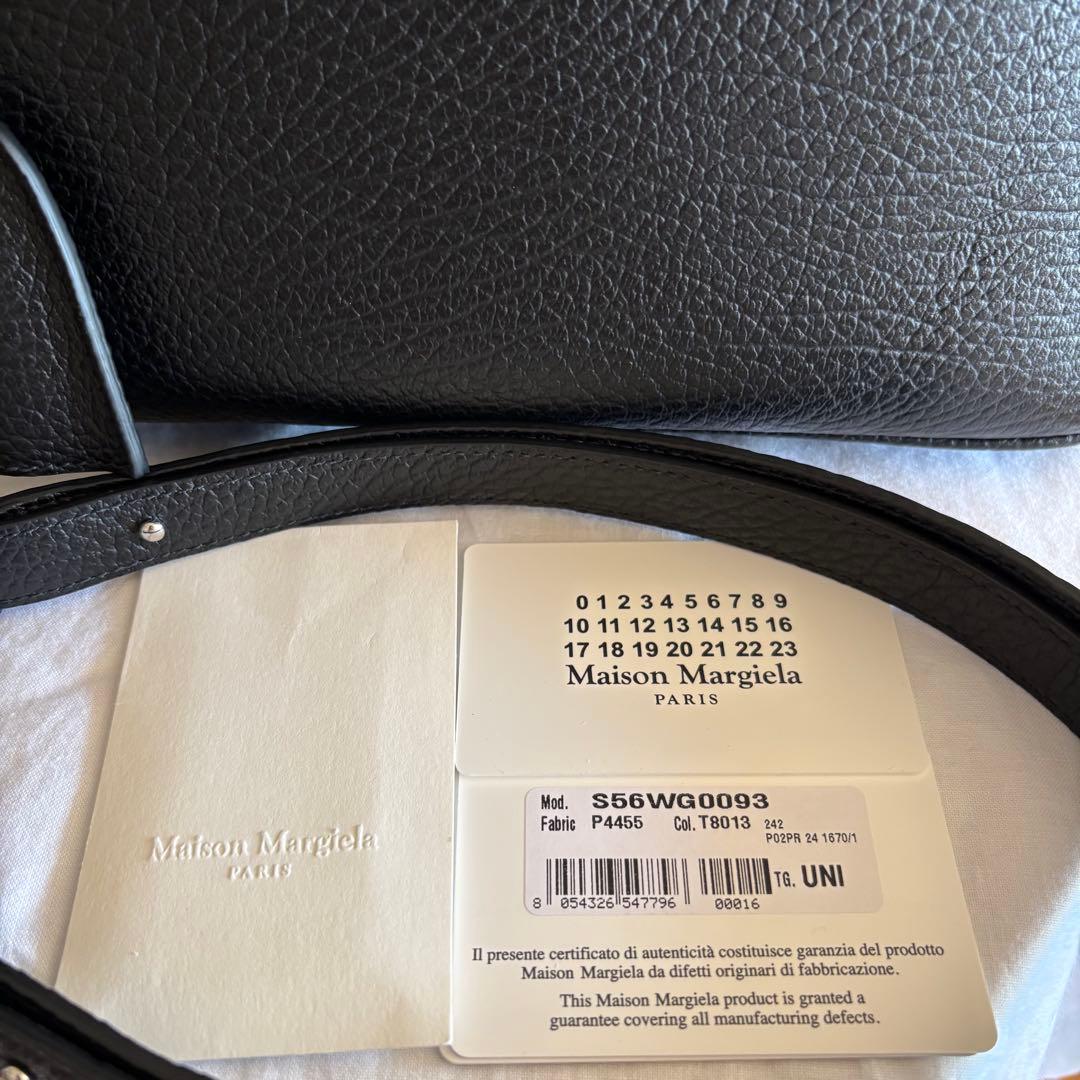 Maison Margiela
PARIS
0 1 2 3 4 5 6 7 8 9
10 11 12 13 14 15 16
17 18 19 20 21 22 23
Maison Margiela
PARIS
Mod. S56WG0093
Fabric P4455 Col. T8013 242
P02PR 24 1670/1
TG. UNI
8 054326 547796 00016
Il presente certificato di autenticità costituisce garanzia del prodotto
Maison Margiela da difetti originari di fabbricazione.
This Maison Margiela product is granted a
guarantee covering all manufacturing defects.